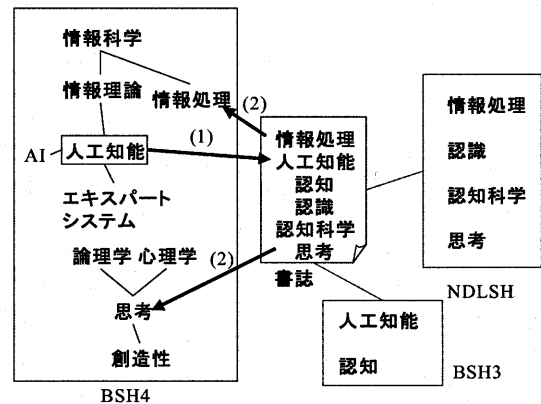 情報科学
情報理論
情報処理
(2)
AI
人工知能
(1)
エキスパート
システム
論理学 心理学
(2)
思考
創造性
BSH4
情報処理
人工知能
認知
認識
認知科学
思考
書誌
情報処理
認識
認知科学
思考
NDLSH
人工知能
認知
BSH3